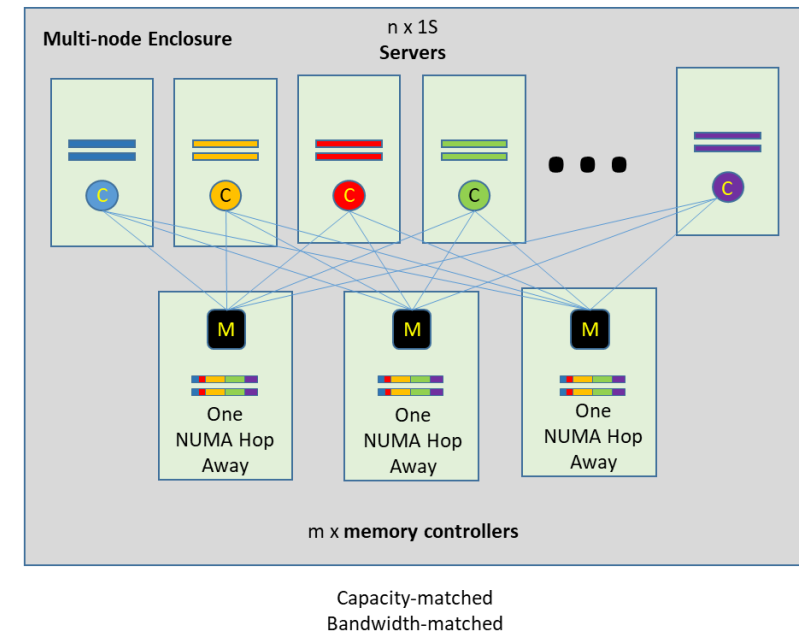 Multi-node Enclosure
n x 1S
Servers
C
C
C
C
C
M
M
M
One
NUMA Hop
Away
One
NUMA Hop
Away
One
NUMA Hop
Away
m x memory controllers
Capacity-matched
Bandwidth-matched